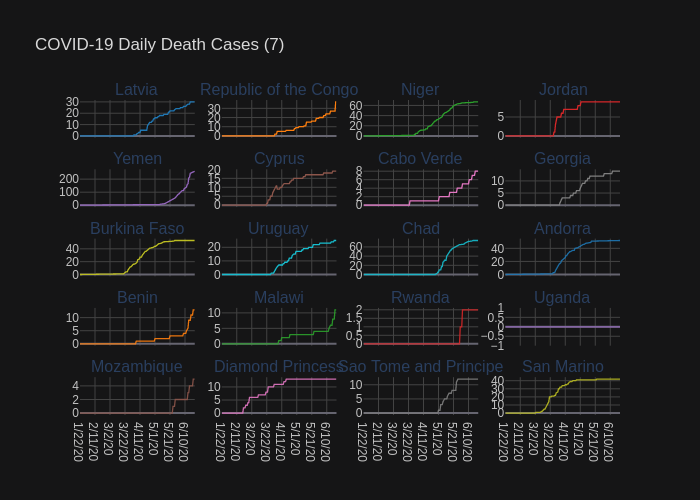 COVID-19 Daily Death Cases (7)
Latvia Republic of the Congo Niger Jordan
30 20 10 0
30 20 10 0
60 40 20 0
5 0
Yemen Cyprus Cabo Verde Georgia
200 100 0
20 15 10 5 0
8 6 4 2 0
10 5 0
Burkina Faso Uruguay Chad Andorra
40 20 0
20 10 0
60 40 20 0
40 20 0
Benin Malawi Rwanda Uganda
10 5 0
10 5 0
2 1.5 1 0.5 0
1 0.5 0 −0.5 −1
Mozambique Diamond Princess Sao Tome and Principe San Marino
4 2 0
10 5 0
10 5 0
40 30 20 10 0
1/22/20 2/11/20 3/2/20 3/22/20 4/11/20 5/1/20 5/21/20 6/10/20
1/22/20 2/11/20 3/2/20 3/22/20 4/11/20 5/1/20 5/21/20 6/10/20
1/22/20 2/11/20 3/2/20 3/22/20 4/11/20 5/1/20 5/21/20 6/10/20
1/22/20 2/11/20 3/2/20 3/22/20 4/11/20 5/1/20 5/21/20 6/10/20